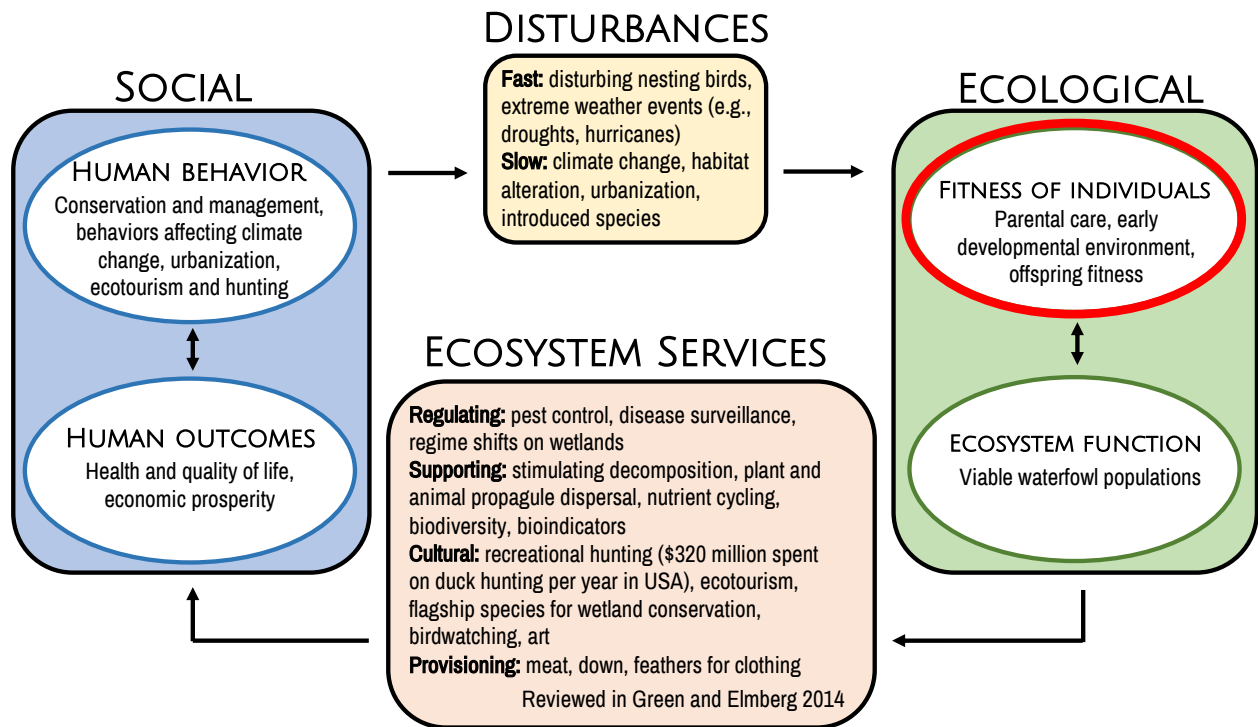 DISTURBANCES
Fast: disturbing nesting birds,
extreme weather events (e.g.,
droughts, hurricanes)
Slow: climate change, habitat
alteration, urbanization,
introduced species
SOCIAL
HUMAN BEHAVIOR
Conservation and management,
behaviors affecting climate
change, urbanization,
ecotourism and hunting
HUMAN OUTCOMES
Health and quality of life,
economic prosperity
ECOLOGICAL
FITNESS OF INDIVIDUALS
Parental care, early
developmental environment,
offspring fitness
ECOSYSTEM FUNCTION
Viable waterfowl populations
ECOSYSTEM SERVICES
Regulating: pest control, disease surveillance,
regime shifts on wetlands
Supporting: stimulating decomposition, plant and
animal propagule dispersal, nutrient cycling,
biodiversity, bioindicators
Cultural: recreational hunting ($320 million spent
on duck hunting per year in USA), ecotourism,
flagship species for wetland conservation,
birdwatching, art
Provisioning: meat, down, feathers for clothing
Reviewed in Green and Elmberg 2014